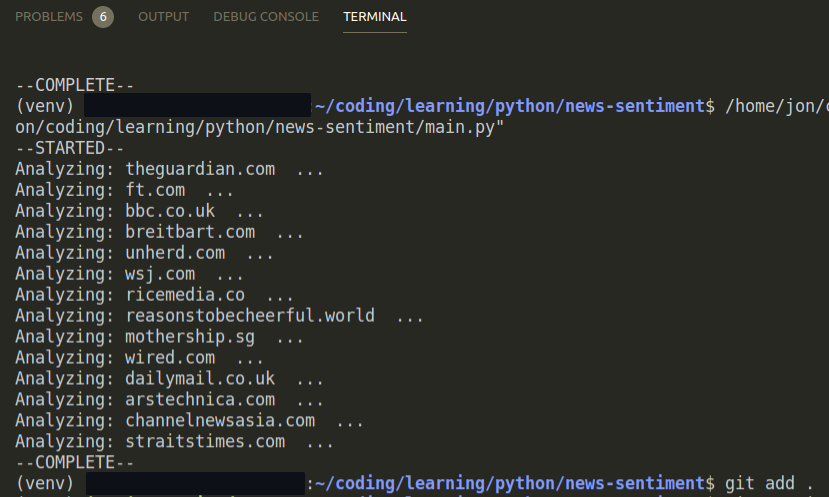 PROBLEMS 6 OUTPUT DEBUG CONSOLE TERMINAL
--COMPLETE--
(venv) :~/coding/learning/python/news-sentiment$ /home/jon/c
on/coding/learning/python/news-sentiment/main.py"
--STARTED--
Analyzing: theguardian.com  ...
Analyzing: ft.com  ...
Analyzing: bbc.co.uk  ...
Analyzing: breitbart.com  ...
Analyzing: unherd.com  ...
Analyzing: wsj.com  ...
Analyzing: ricemedia.co  ...
Analyzing: reasonstobecheerful.world  ...
Analyzing: mothership.sg  ...
Analyzing: wired.com  ...
Analyzing: dailymail.co.uk  ...
Analyzing: arstechnica.com  ...
Analyzing: channelnewsasia.com  ...
Analyzing: straitstimes.com  ...
--COMPLETE--
(venv) :~/coding/learning/python/news-sentiment$ git add .